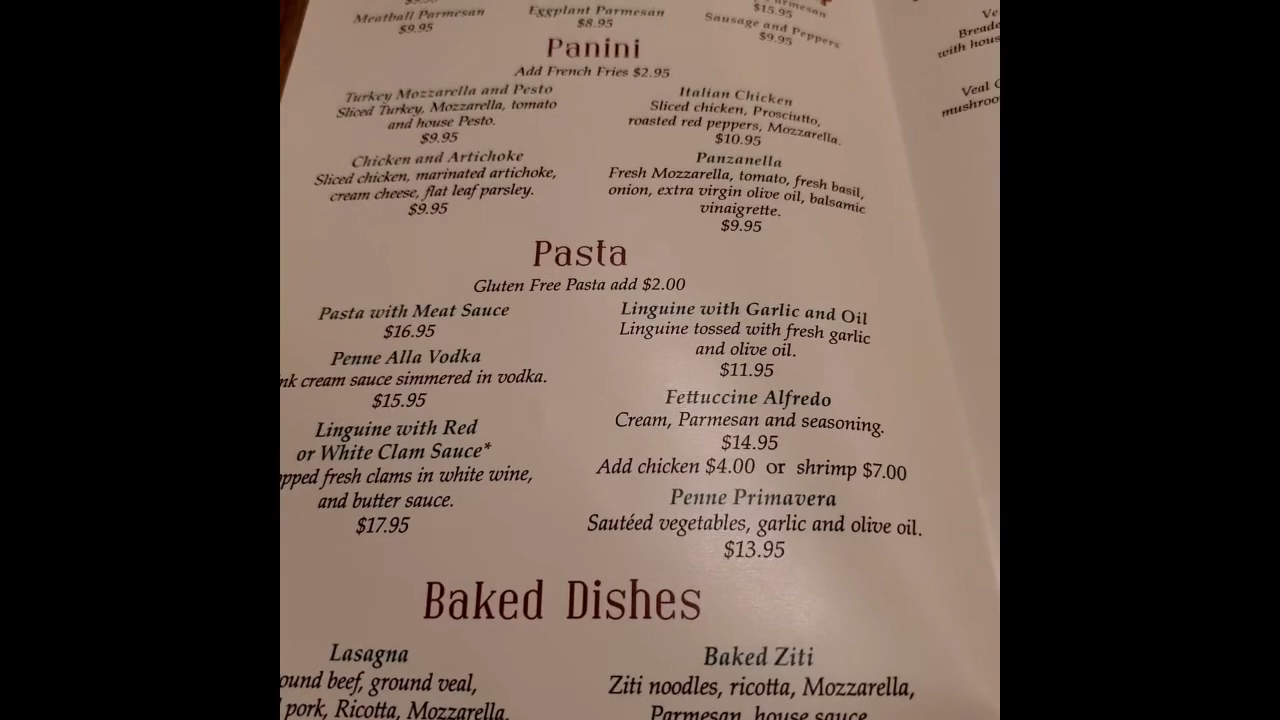 Meatball Parmesan
$9.95
Eggplant Parmesan
$8.95
$15.95
Sausage and Peppers
$9.95
Panini
Add French Fries $2.95
Turkey Mozzarella and Pesto
Sliced Turkey, Mozzarella, tomato
and house Pesto.
$9.95
Italian Chicken
Sliced chicken, Prosciutto,
roasted red peppers, Mozzarella.
$10.95
Chicken and Artichoke
Sliced chicken, marinated artichoke,
cream cheese, flat leaf parsley.
$9.95
Panzanella
Fresh Mozzarella, tomato, fresh basil,
onion, extra virgin olive oil, balsamic
vinaigrette.
$9.95
Pasta
Gluten Free Pasta add $2.00
Pasta with Meat Sauce
$16.95
Penne Alla Vodka
cream sauce simmered in vodka.
$15.95
Linguine with Red
or White Clam Sauce*
fresh clams in white wine,
and butter sauce.
$17.95
Linguine with Garlic and Oil
Linguine tossed with fresh garlic
and olive oil.
$11.95
Fettuccine Alfredo
Cream, Parmesan and seasoning.
$14.95
Add chicken $4.00 or shrimp $7.00
Penne Primavera
Sautéed vegetables, garlic and olive oil.
$13.95
Baked Dishes
Lasagna
beef, ground veal,
pork, Ricotta, Mozzarella,
Baked Ziti
Ziti noodles, ricotta, Mozzarella,
Parmesan, house sauce
with
Veal